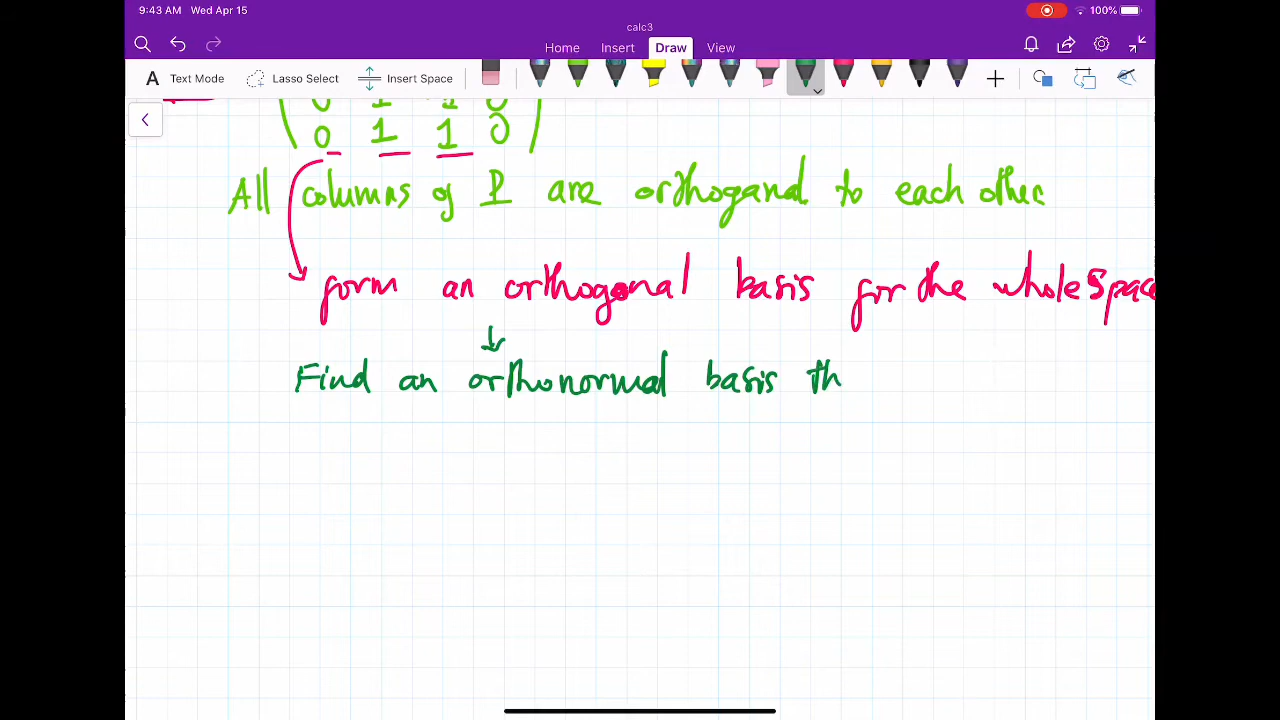 9:43 AM Wed Apr 15
100%
calc3
Home Insert Draw View
A Text Mode Lasso Select Insert Space
0 1 1 0
All columns of P are orthogonal to each other
form an orthogonal basis for the whole space
Find an orthonormal basis th